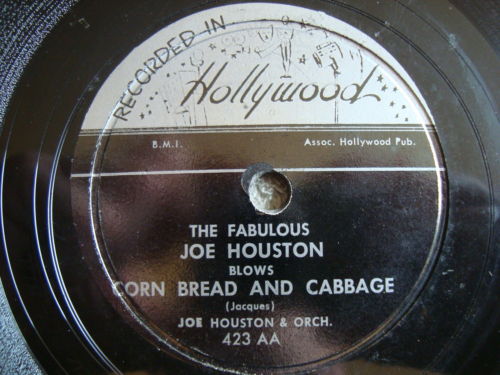 RECORDED IN
Hollywood
B.M.I.
Assoc. Hollywood Pub.
THE FABULOUS
JOE HOUSTON
BLOWS
CORN BREAD AND CABBAGE
(Jacques)
JOE HOUSTON & ORCH.
423 AA